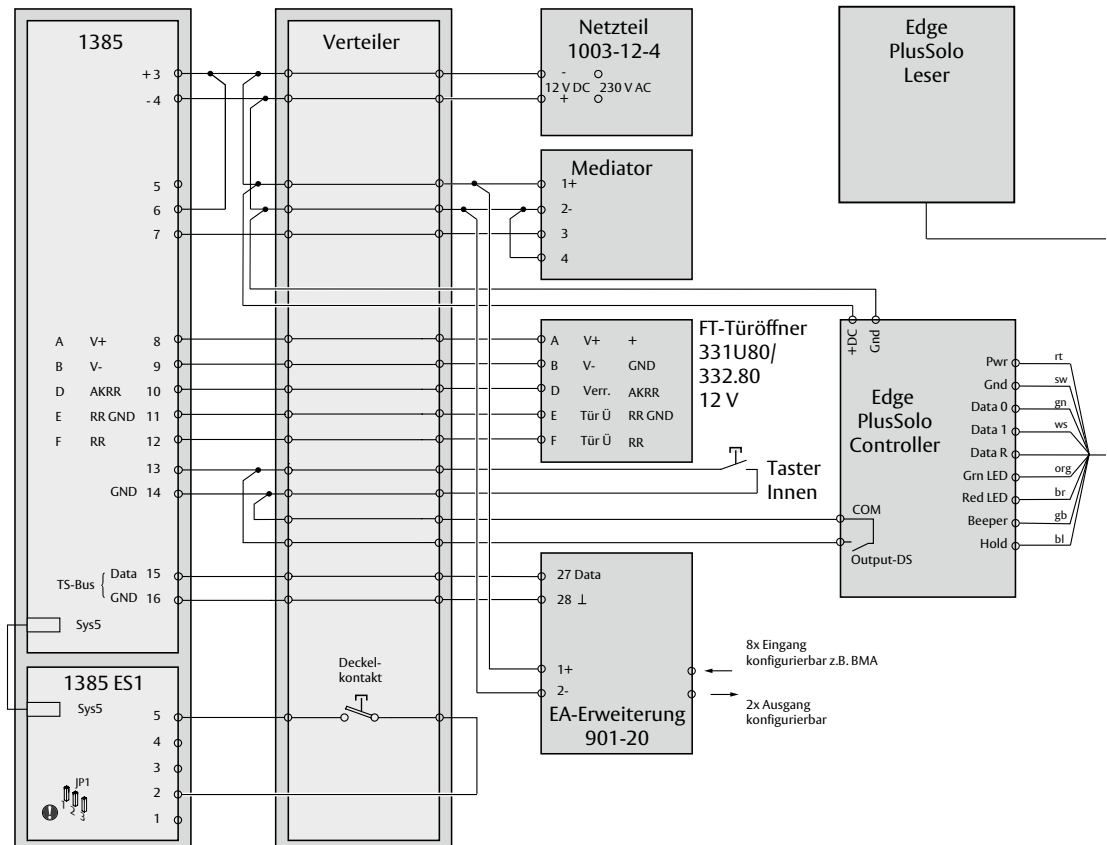 1385
+ 3
- 4
5
6
7
A V+ 8
B V- 9
D AKRR 10
E RR GND 11
F RR 12
13
GND 14
TS-Bus
Data 15
GND 16
Sys5
1385 ES1
Sys5
5
4
3
2
1
JP1
1
2
3
Verteiler
Deckel-
kontakt
Netzteil
1003-12-4
-
12 V DC 230 V AC
+
Mediator
1+
2-
3
4
A V+ +
B V- GND
D Verr. AKRR
E Tür Ü RR GND
F Tür Ü RR
FT-Türöffner
331U80/
332.80
12 V
Taster
Innen
27 Data
28 ⊥
1+
2-
EA-Erweiterung
901-20
8x Eingang
konfigurierbar z.B. BMA
2x Ausgang
konfigurierbar
Edge
PlusSolo
Leser
+DC
Gnd
Edge
PlusSolo
Controller
Pwr rt
Gnd sw
Data 0 gn
Data 1 ws
Data R
Grn LED org
Red LED br
Beeper gb
Hold bl
COM
Output-DS